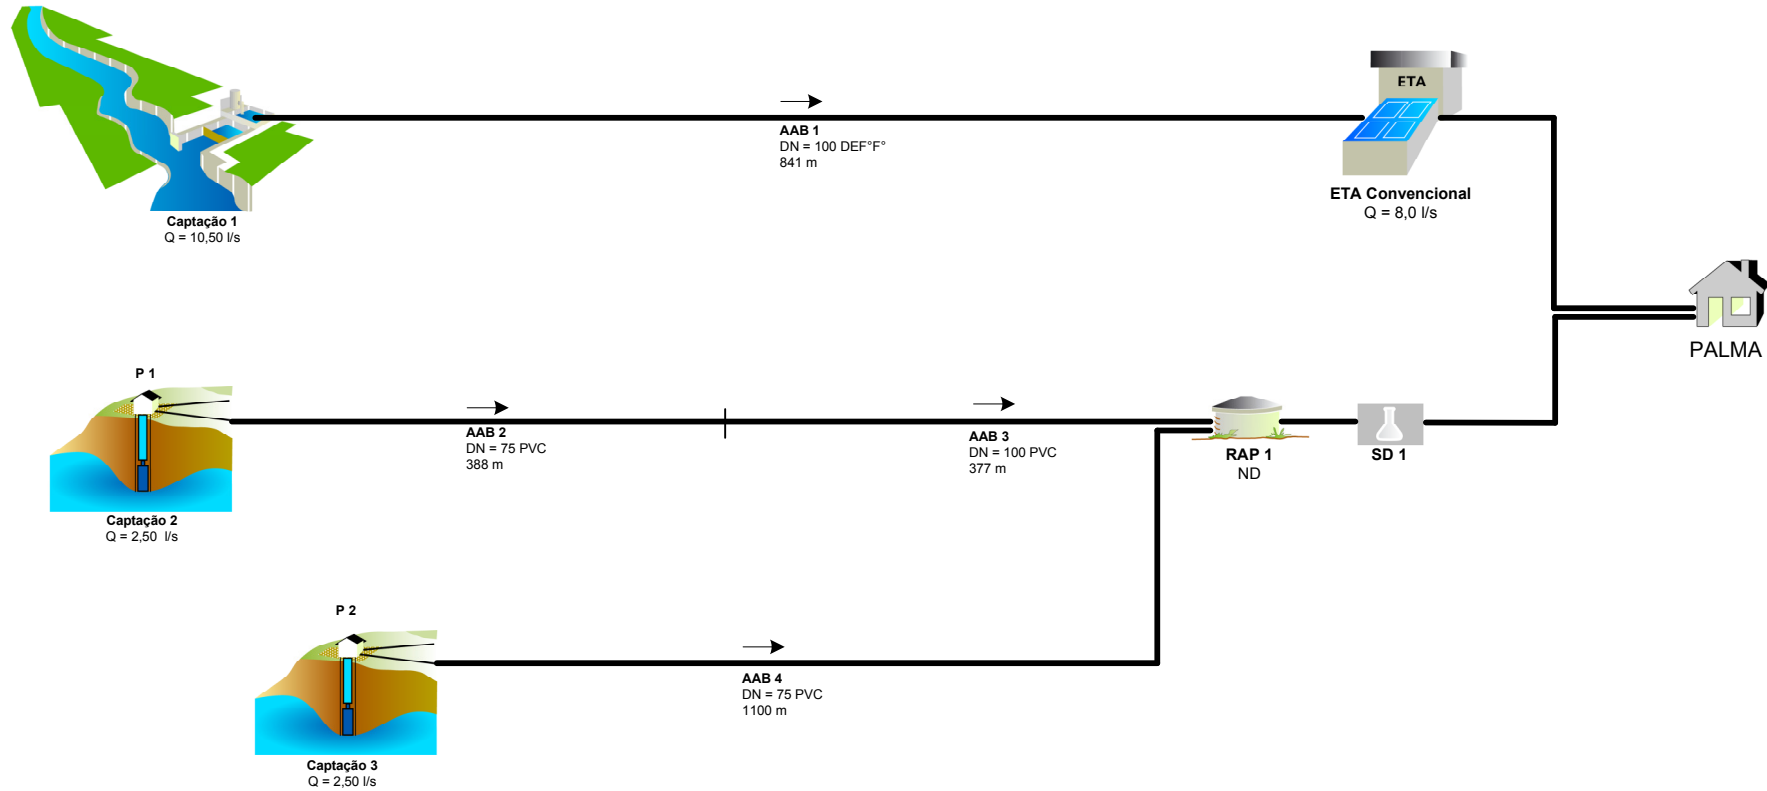 ETA
AAB 1
DN = 100 DEF°F°
841 m
ETA Convencional
Q = 8,0 l/s
Captação 1
Q = 10,50 l/s
PALMA
P 1
AAB 2
DN = 75 PVC
388 m
AAB 3
DN = 100 PVC
377 m
RAP 1
ND
SD 1
Captação 2
Q = 2,50 l/s
P 2
AAB 4
DN = 75 PVC
1100 m
Captação 3
Q = 2,50 l/s